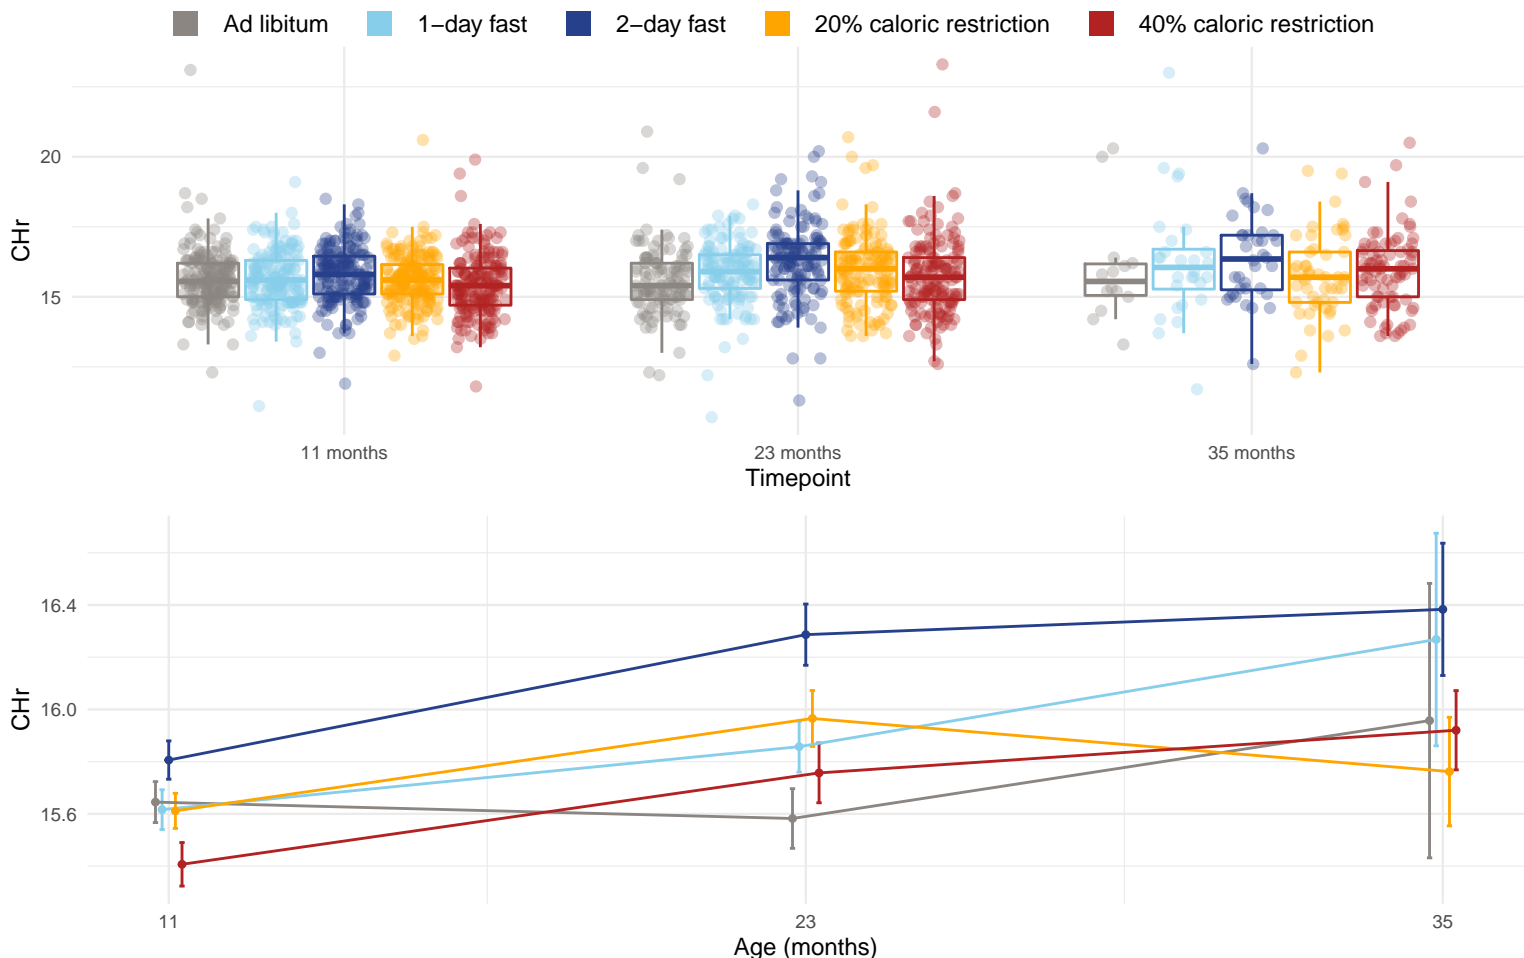 Ad libitum 1−day fast 2−day fast 20% caloric restriction 40% caloric restriction
20
15
CHr
11 months 23 months 35 months
Timepoint
16.4
16.0
15.6
CHr
11 23 35
Age (months)